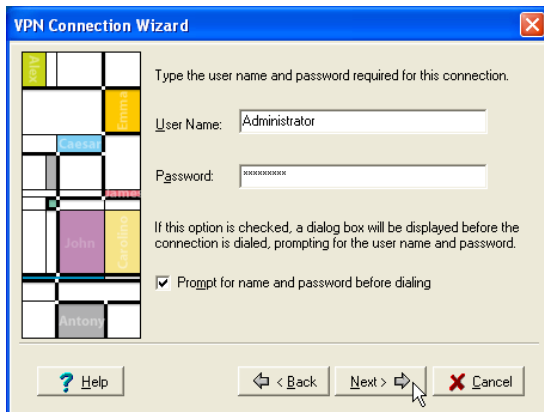 VPN Connection Wizard
Alex
Emma
Caesar
James
John
Carolino
Antony
Type the user name and password required for this connection.
User Name:
Administrator
Password:
×××××××××
If this option is checked, a dialog box will be displayed before the
connection is dialed, prompting for the user name and password.
Prompt for name and password before dialing
? Help
< Back
Next >
Cancel